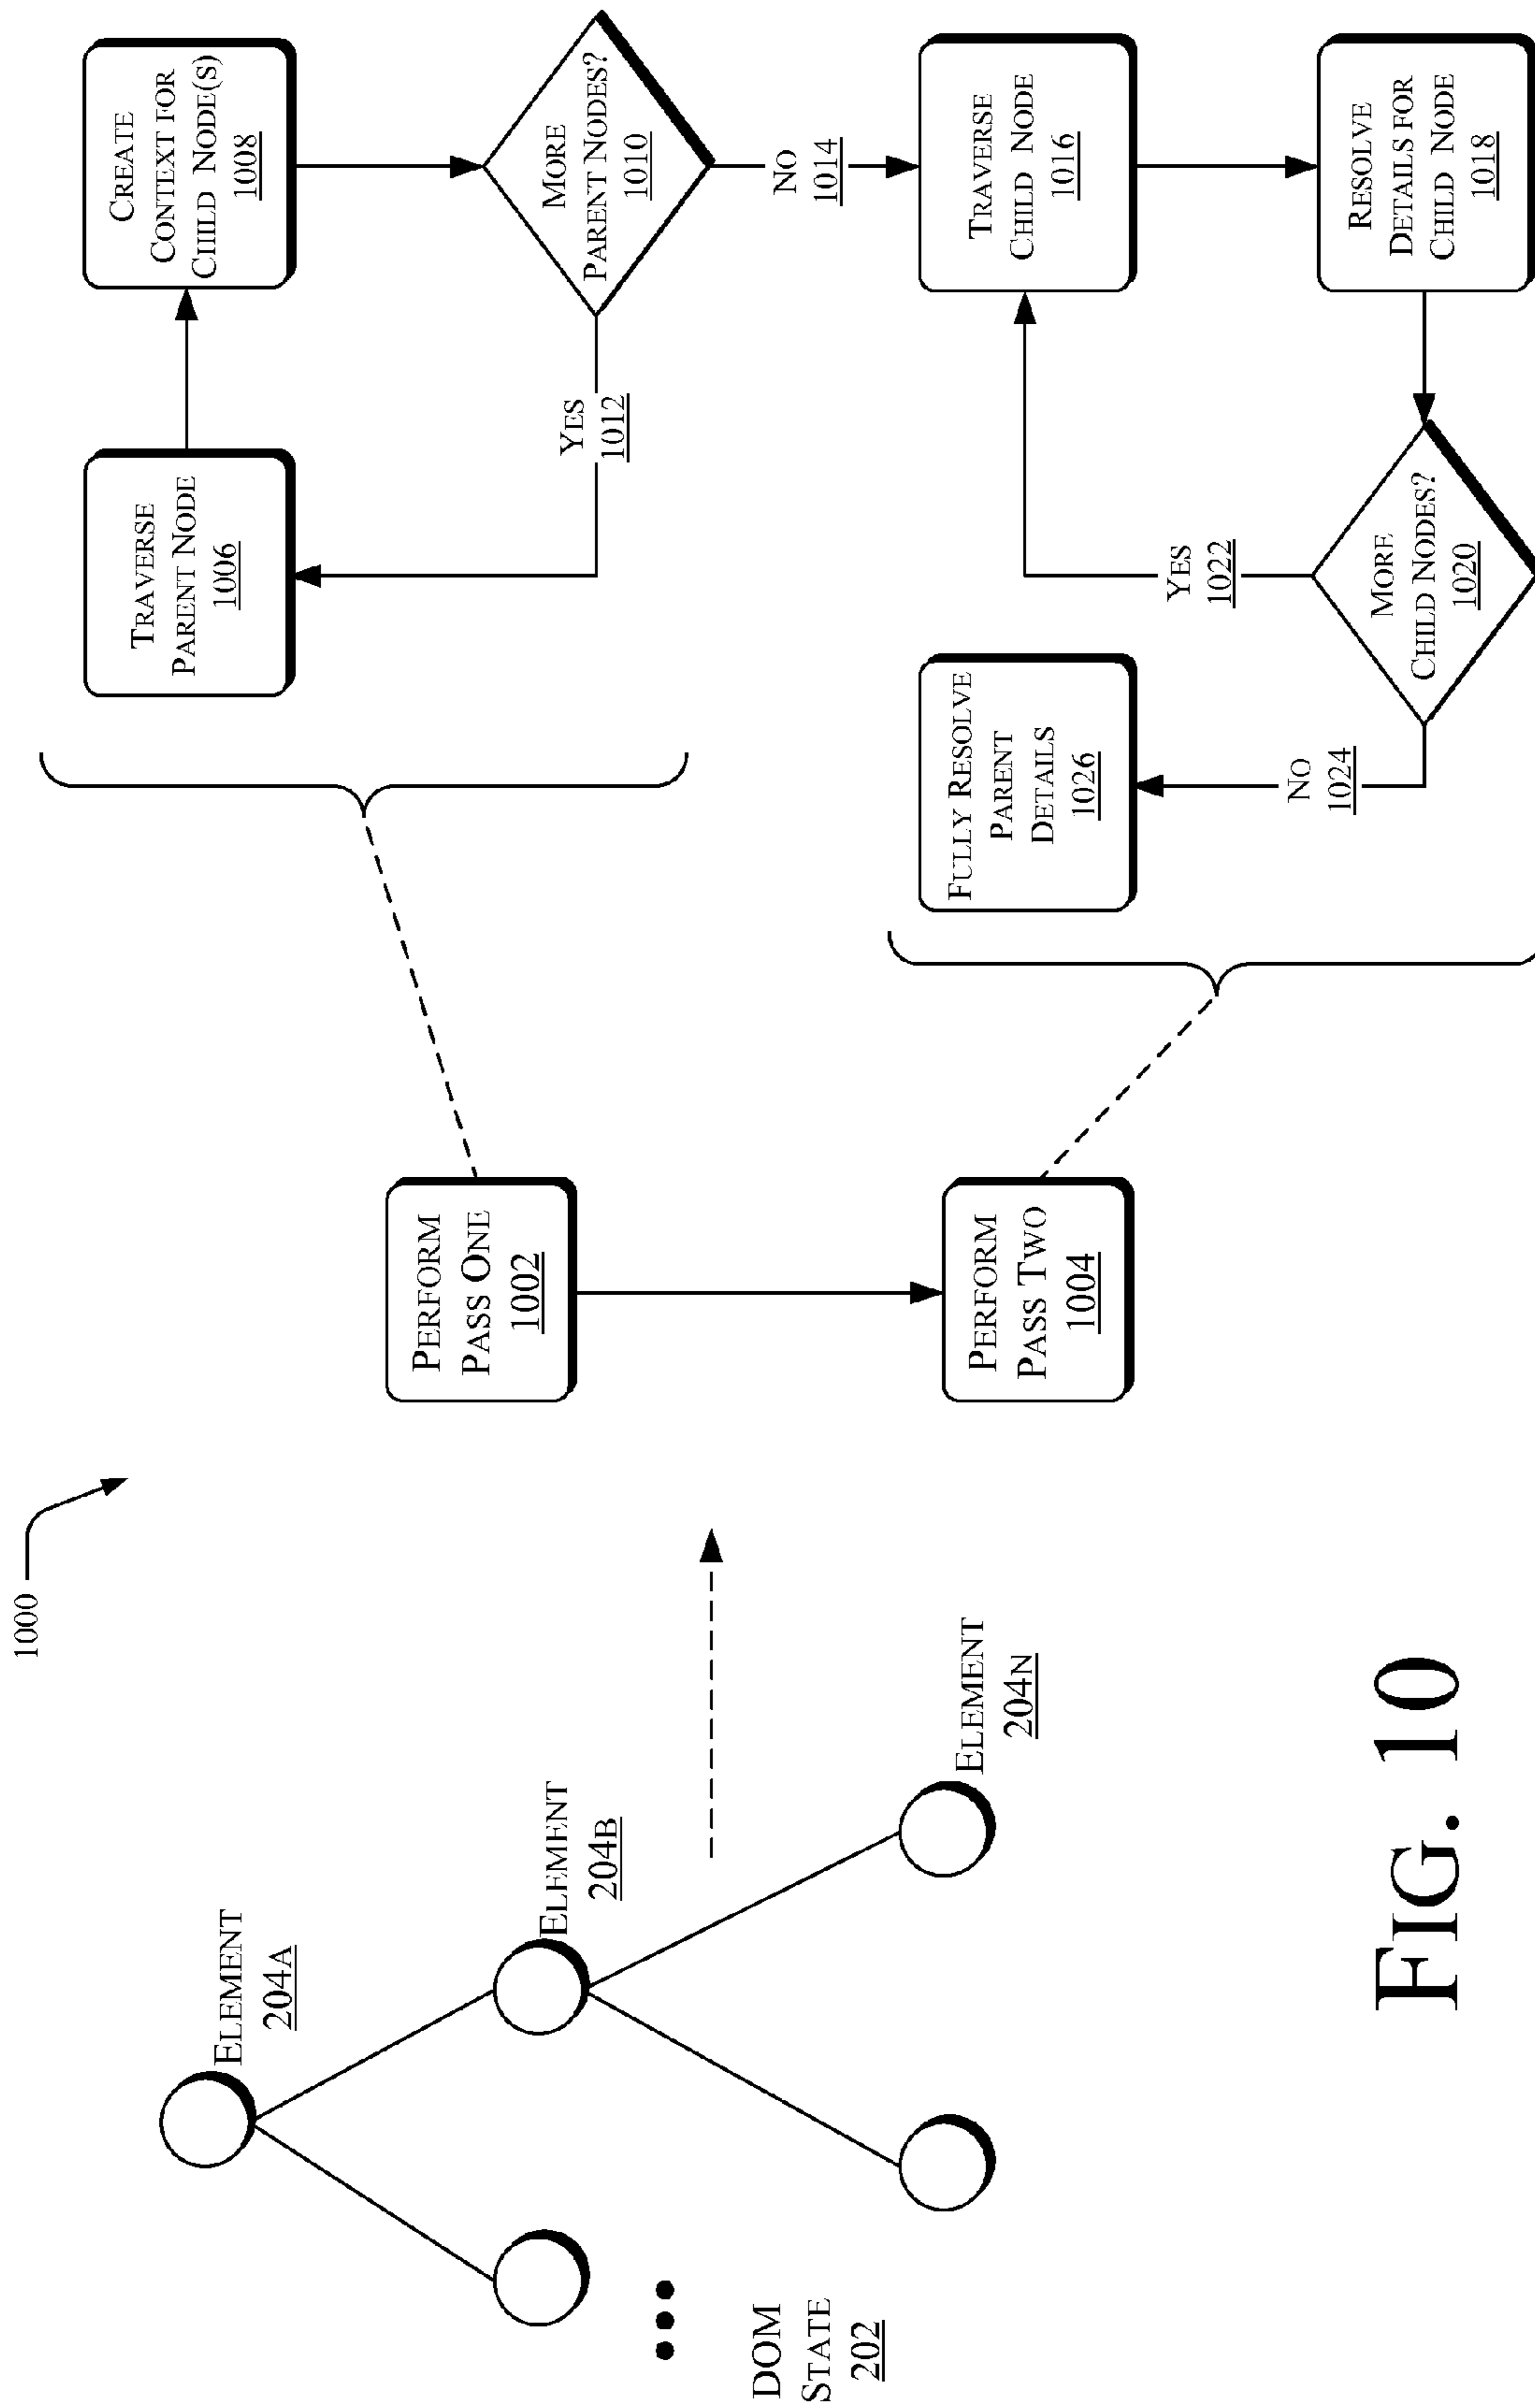 1000
ELEMENT
204A
ELEMENT
204B
ELEMENT
204N
DOM
STATE
202
PERFORM
PASS ONE
1002
PERFORM
PASS TWO
1004
TRAVERSE
PARENT NODE
1006
CREATE
CONTEXT FOR
CHILD NODE(S)
1008
MORE
PARENT NODES?
1010
YES
1012
NO
1014
TRAVERSE
CHILD NODE
1016
RESOLVE
DETAILS FOR
CHILD NODE
1018
MORE
CHILD NODES?
1020
YES
1022
NO
1024
FULLY RESOLVE
PARENT
DETAILS
1026
FIG. 10